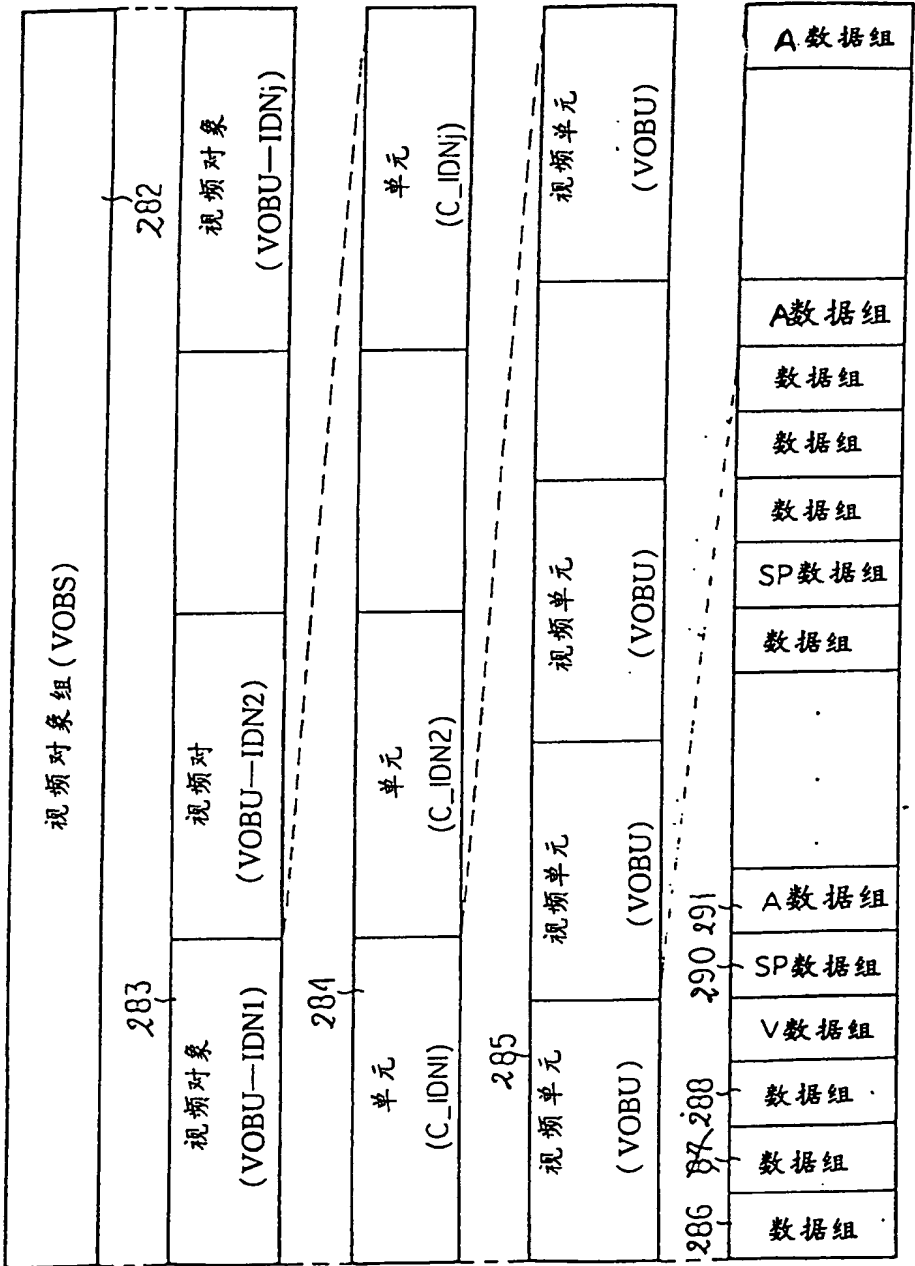 视频对象组(VOBS)
282
283
视频对象
(VOBU—IDN1)
视频对
(VOBU—IDN2)
视频对象
(VOBU—IDNj)
284
单元
(C_IDN1)
单元
(C_IDN2)
单元
(C_IDNj)
285
视频单元
(VOBU)
视频单元
(VOBU)
视频单元
(VOBU)
视频单元
(VOBU)
286
288
290
291
数据组
数据组
数据组
V数据组
SP数据组
A数据组
数据组
SP数据组
数据组
数据组
数据组
A数据组
A数据组